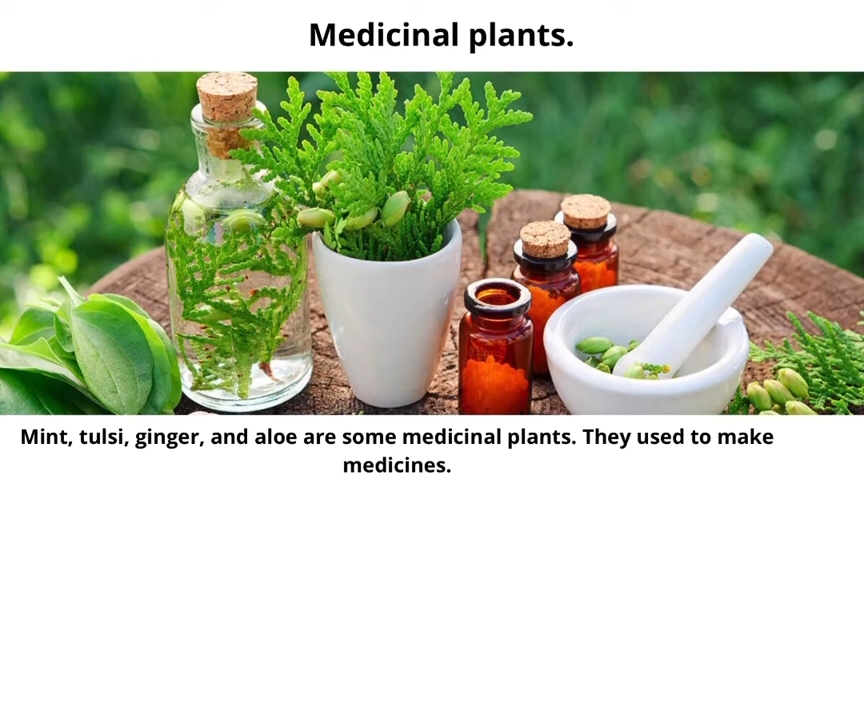 Medicinal plants.
Mint, tulsi, ginger, and aloe are some medicinal plants. They used to make
medicines.